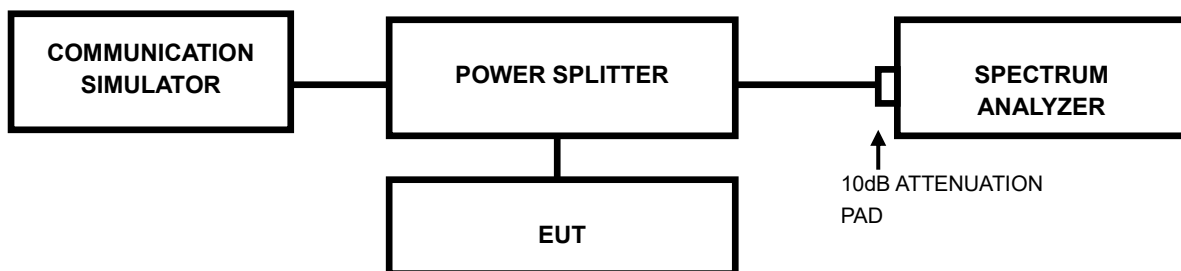 COMMUNICATION
SIMULATOR
POWER SPLITTER
SPECTRUM
ANALYZER
10dB ATTENUATION
PAD
EUT